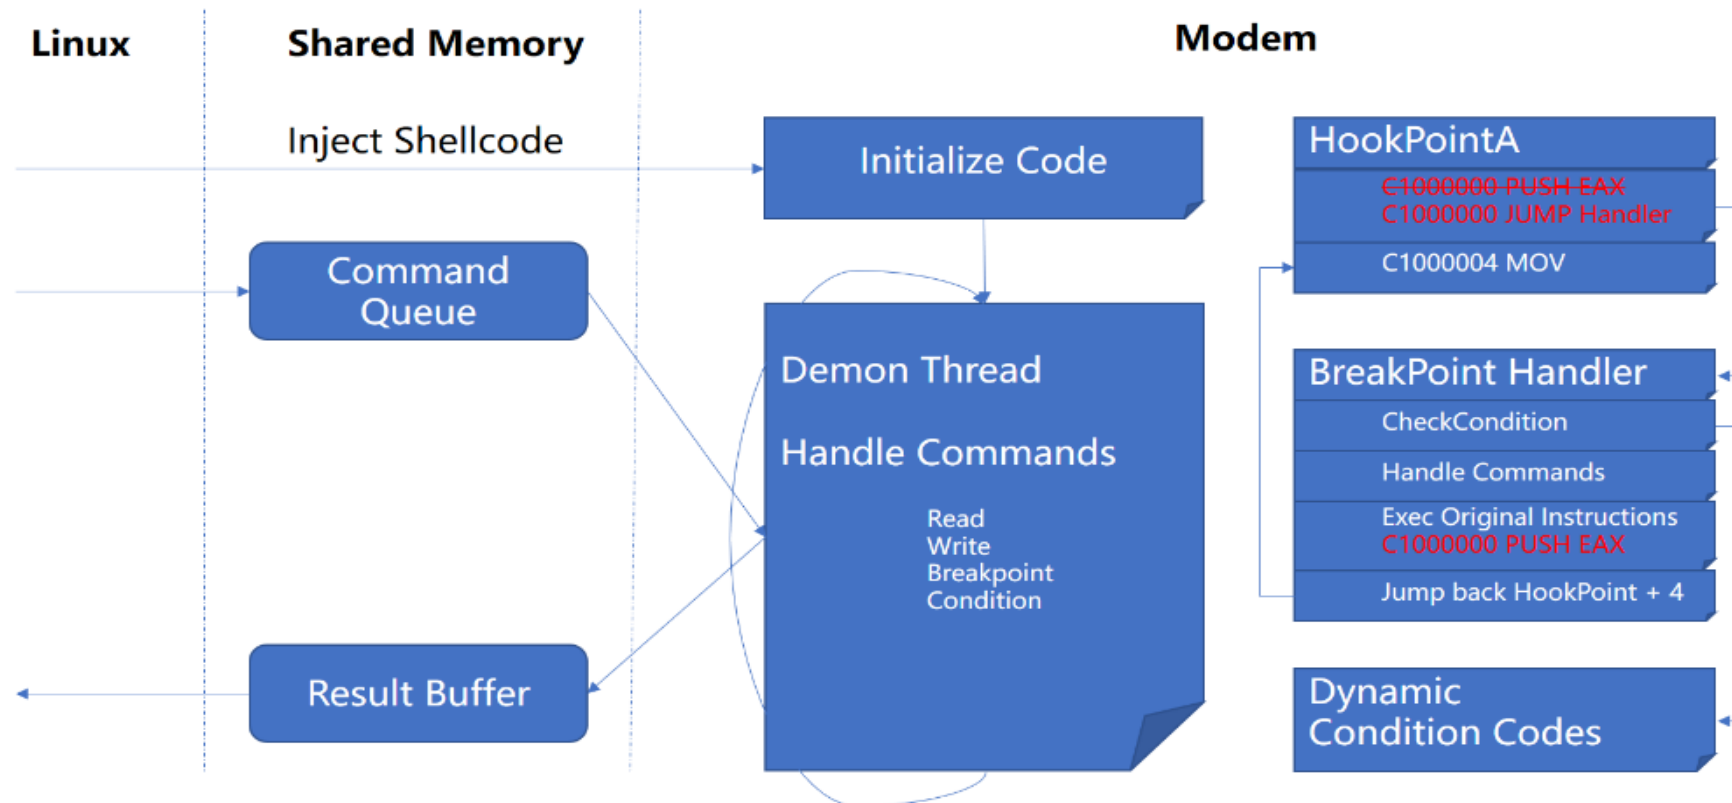 Linux
Shared Memory
Modem
Inject Shellcode
Initialize Code
Command
Queue
Demon Thread
Handle Commands
Read
Write
Breakpoint
Condition
Result Buffer
HookPointA
C1000000 PUSH EAX
C1000000 JUMP Handler
C1000004 MOV
BreakPoint Handler
CheckCondition
Handle Commands
Exec Original Instructions
C1000000 PUSH EAX
Jump back HookPoint + 4
Dynamic
Condition Codes